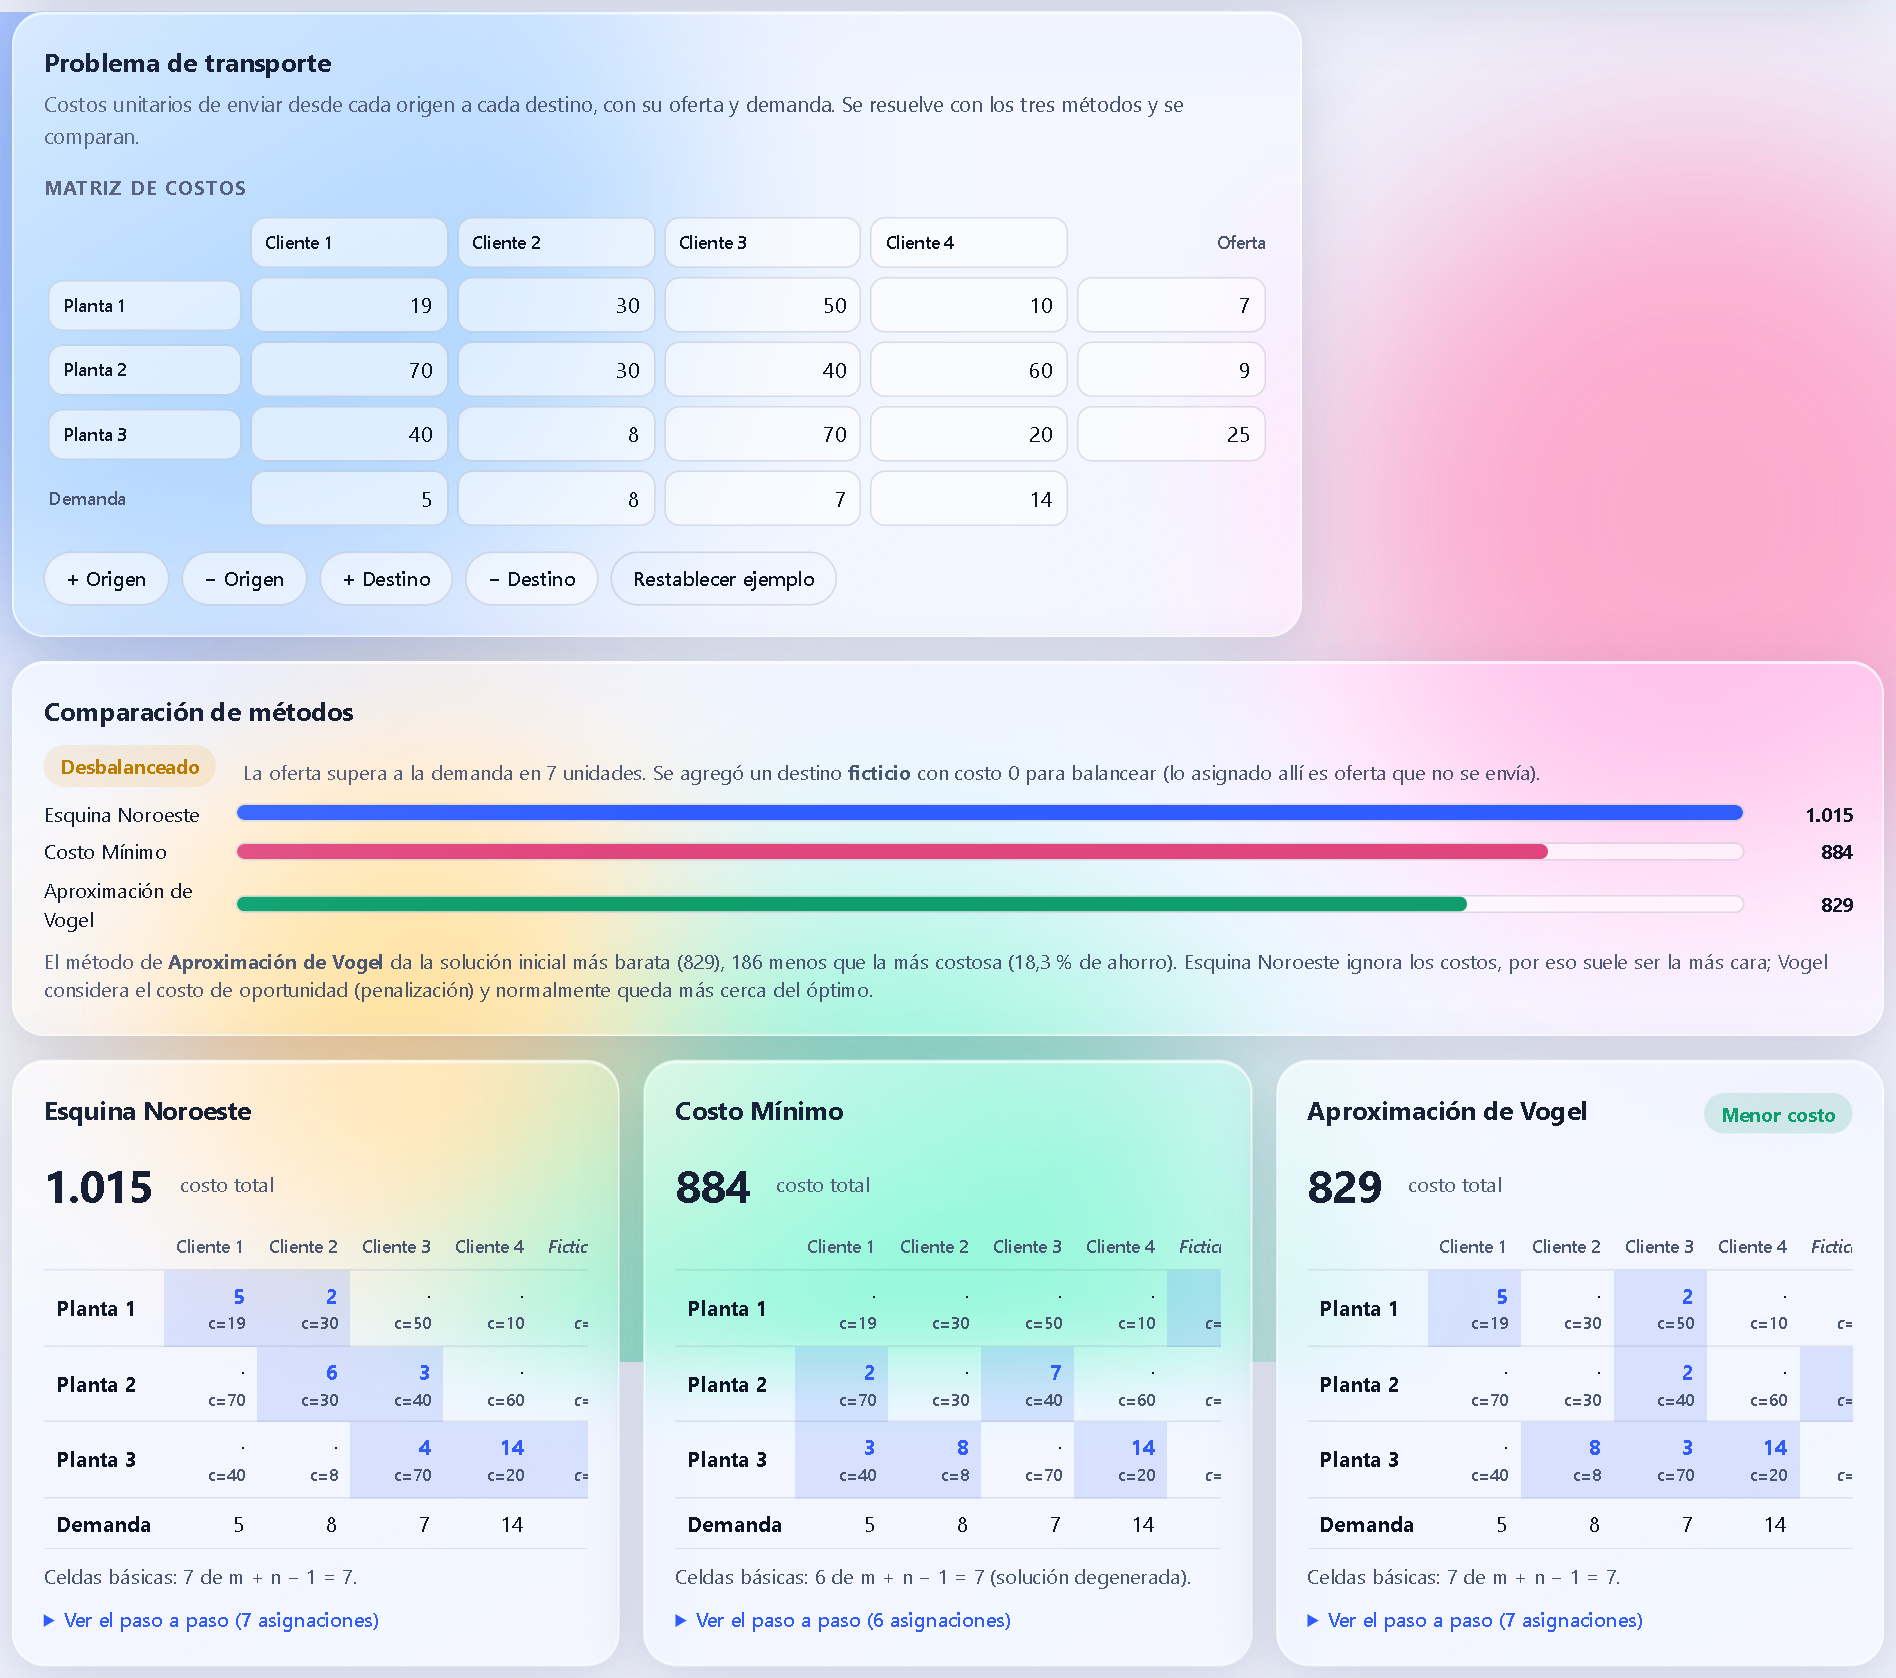 Problema de transporte
Costos unitarios de enviar desde cada origen a cada destino, con su oferta y demanda. Se resuelve con los tres métodos y se
comparan.
MATRIZ DE COSTOS
Cliente 1 Cliente 2 Cliente 3 Cliente 4 Oferta
Planta 1 19 30 50 10 7
Planta 2 70 30 40 60 9
Planta 3 40 8 70 20 25
Demanda 5 8 7 14
+ Origen − Origen + Destino − Destino Restablecer ejemplo
Comparación de métodos
Desbalanceado La oferta supera a la demanda en 7 unidades. Se agregó un destino ficticio con costo 0 para balancear (lo asignado allí es oferta que no se envía).
Esquina Noroeste 1.015
Costo Mínimo 884
Aproximación de
Vogel 829
El método de Aproximación de Vogel da la solución inicial más barata (829), 186 menos que la más costosa (18,3 % de ahorro). Esquina Noroeste ignora los costos, por eso suele ser la más cara; Vogel
considera el costo de oportunidad (penalización) y normalmente queda más cerca del óptimo.
Esquina Noroeste
1.015 costo total
Cliente 1 Cliente 2 Cliente 3 Cliente 4 Fictic
Planta 1 5 2 · ·
c=19 c=30 c=50 c=10 c=
Planta 2 · 6 3 ·
c=70 c=30 c=40 c=60 c=
Planta 3 · · 4 14
c=40 c=8 c=70 c=20 c=
Demanda 5 8 7 14
Celdas básicas: 7 de m + n − 1 = 7.
▶ Ver el paso a paso (7 asignaciones)
Costo Mínimo
884 costo total
Cliente 1 Cliente 2 Cliente 3 Cliente 4 Fictici
Planta 1 · · · ·
c=19 c=30 c=50 c=10 c=
Planta 2 2 · 7 ·
c=70 c=30 c=40 c=60 c=
Planta 3 3 8 · 14
c=40 c=8 c=70 c=20 c=
Demanda 5 8 7 14
Celdas básicas: 6 de m + n − 1 = 7 (solución degenerada).
▶ Ver el paso a paso (6 asignaciones)
Aproximación de Vogel Menor costo
829 costo total
Cliente 1 Cliente 2 Cliente 3 Cliente 4 Fictici
Planta 1 5 · 2 ·
c=19 c=30 c=50 c=10 c=
Planta 2 · · 2 ·
c=70 c=30 c=40 c=60 c=
Planta 3 · 8 3 14
c=40 c=8 c=70 c=20 c=
Demanda 5 8 7 14
Celdas básicas: 7 de m + n − 1 = 7.
▶ Ver el paso a paso (7 asignaciones)